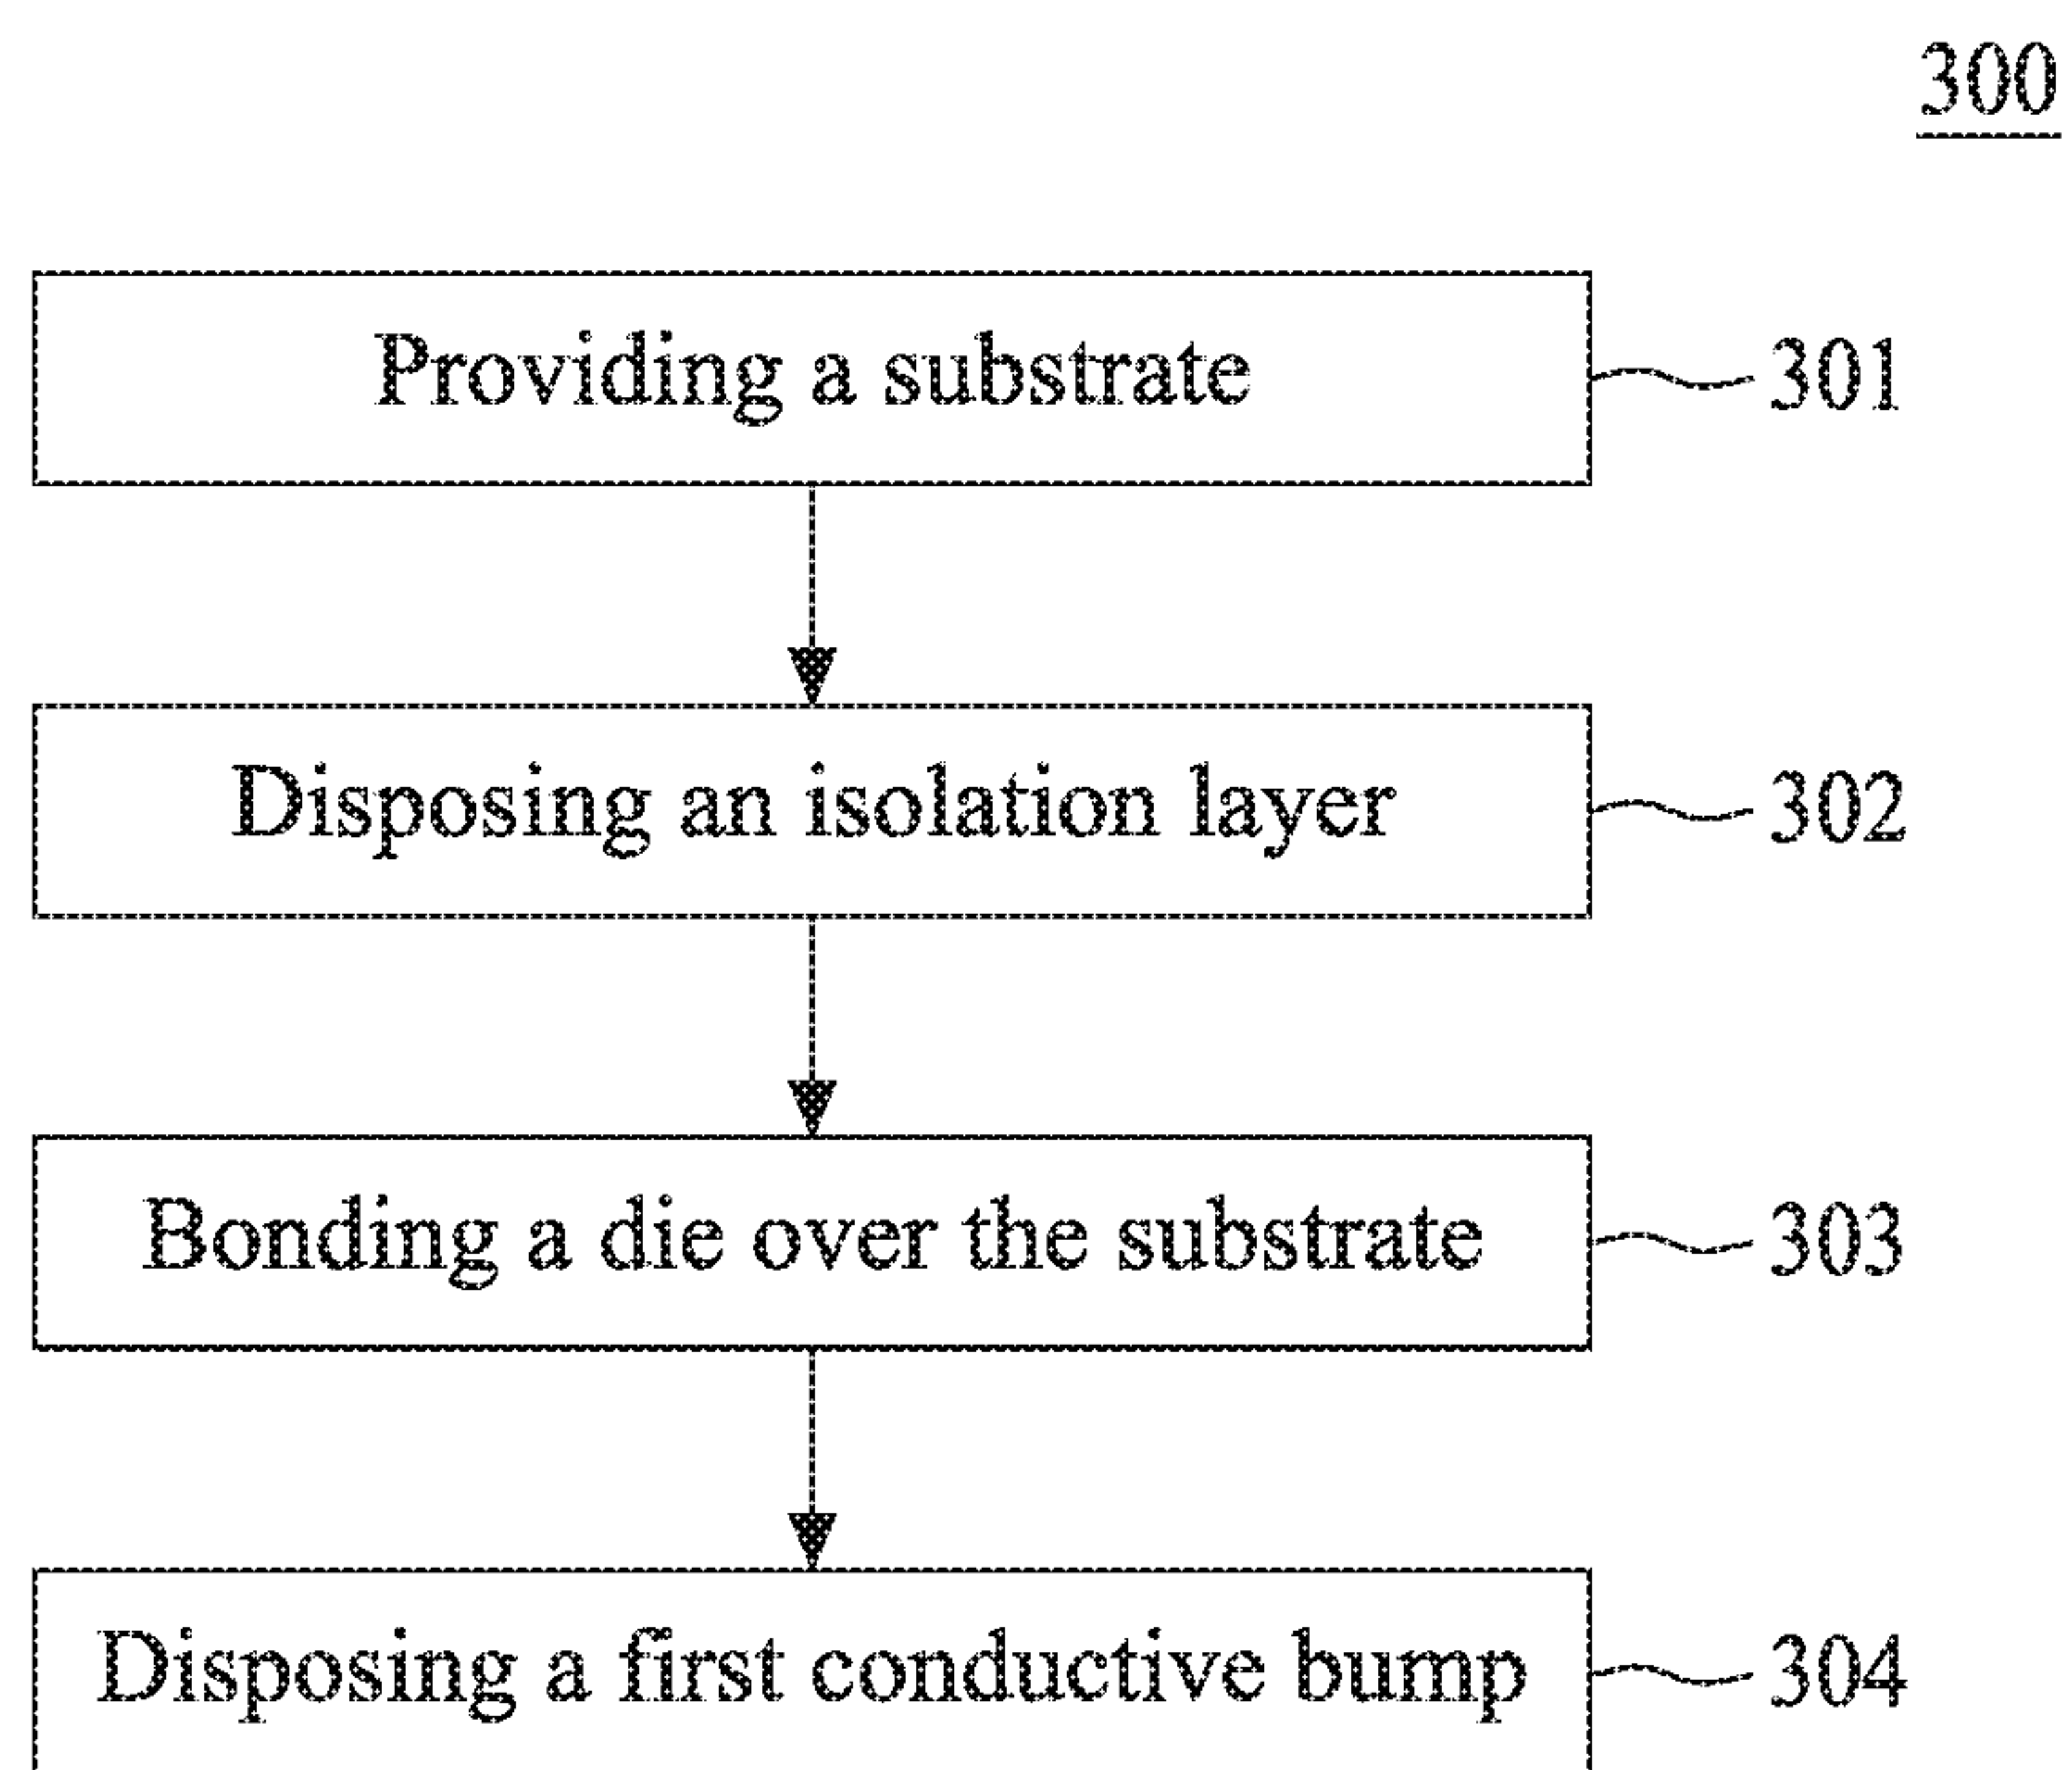 300
Providing a substrate 301
Disposing an isolation layer 302
Bonding a die over the substrate 303
Disposing a first conductive bump 304